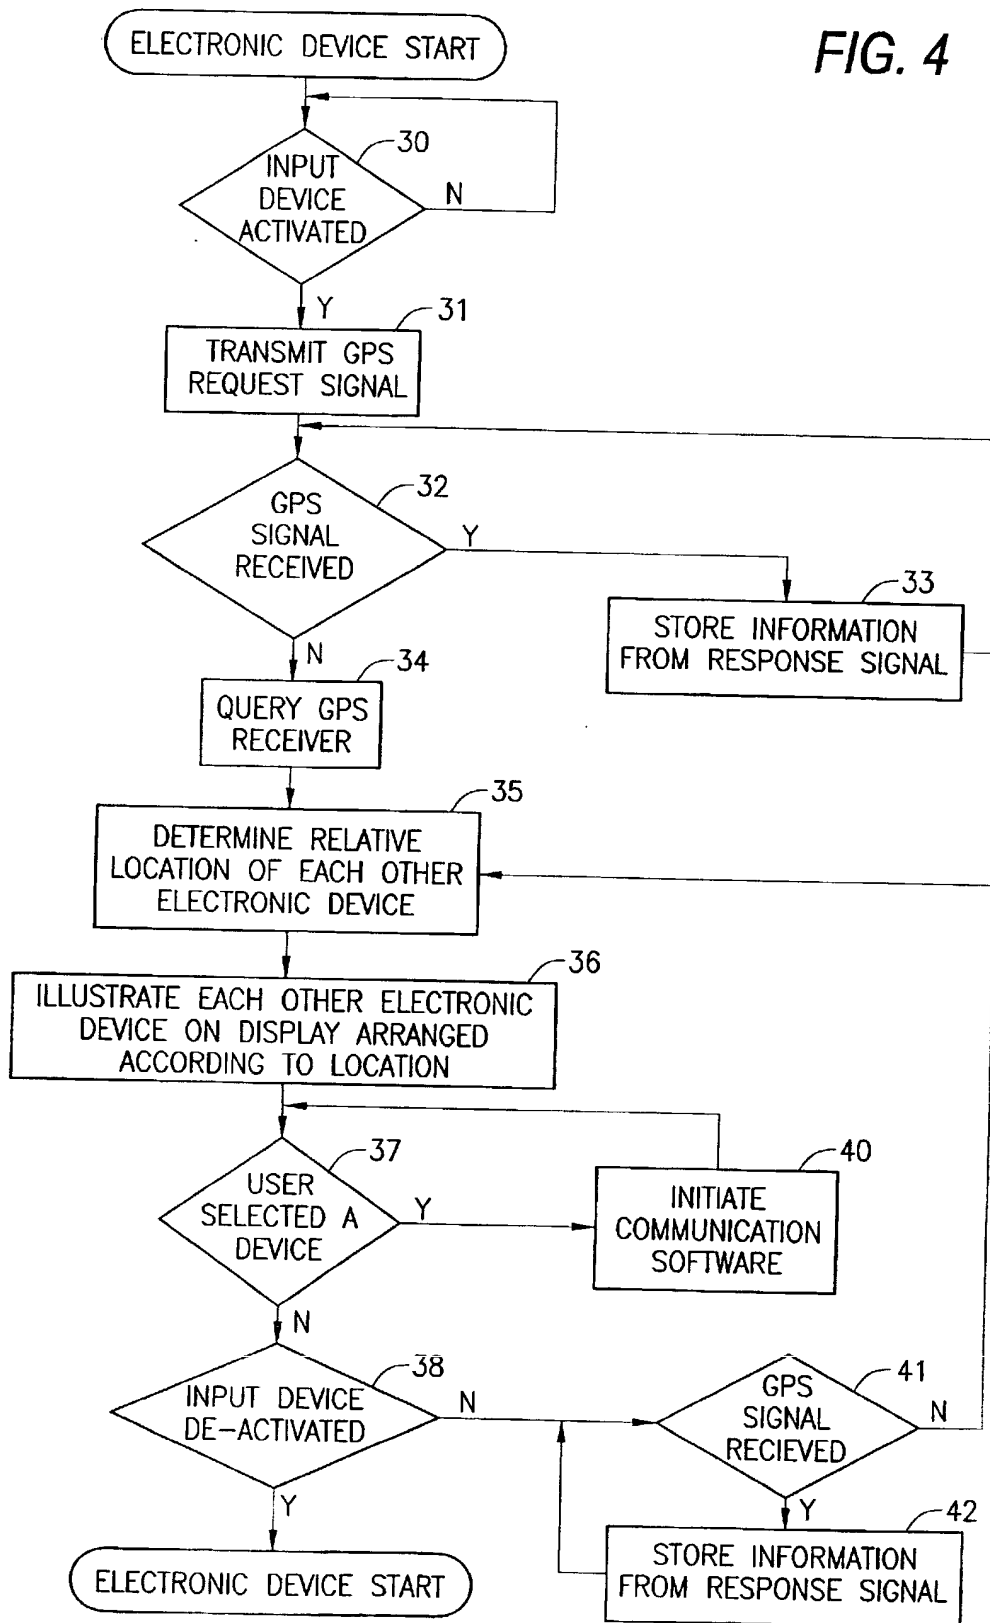 ELECTRONIC DEVICE START
FIG. 4
30
INPUT
DEVICE
ACTIVATED
N
Y
31
TRANSMIT GPS
REQUEST SIGNAL
32
GPS
SIGNAL
RECEIVED
Y
N
33
STORE INFORMATION
FROM RESPONSE SIGNAL
34
QUERY GPS
RECEIVER
35
DETERMINE RELATIVE
LOCATION OF EACH OTHER
ELECTRONIC DEVICE
36
ILLUSTRATE EACH OTHER ELECTRONIC
DEVICE ON DISPLAY ARRANGED
ACCORDING TO LOCATION
37
USER
SELECTED A
DEVICE
Y
N
40
INITIATE
COMMUNICATION
SOFTWARE
38
INPUT DEVICE
DE-ACTIVATED
N
Y
41
GPS
SIGNAL
RECIEVED
N
Y
42
STORE INFORMATION
FROM RESPONSE SIGNAL
ELECTRONIC DEVICE START